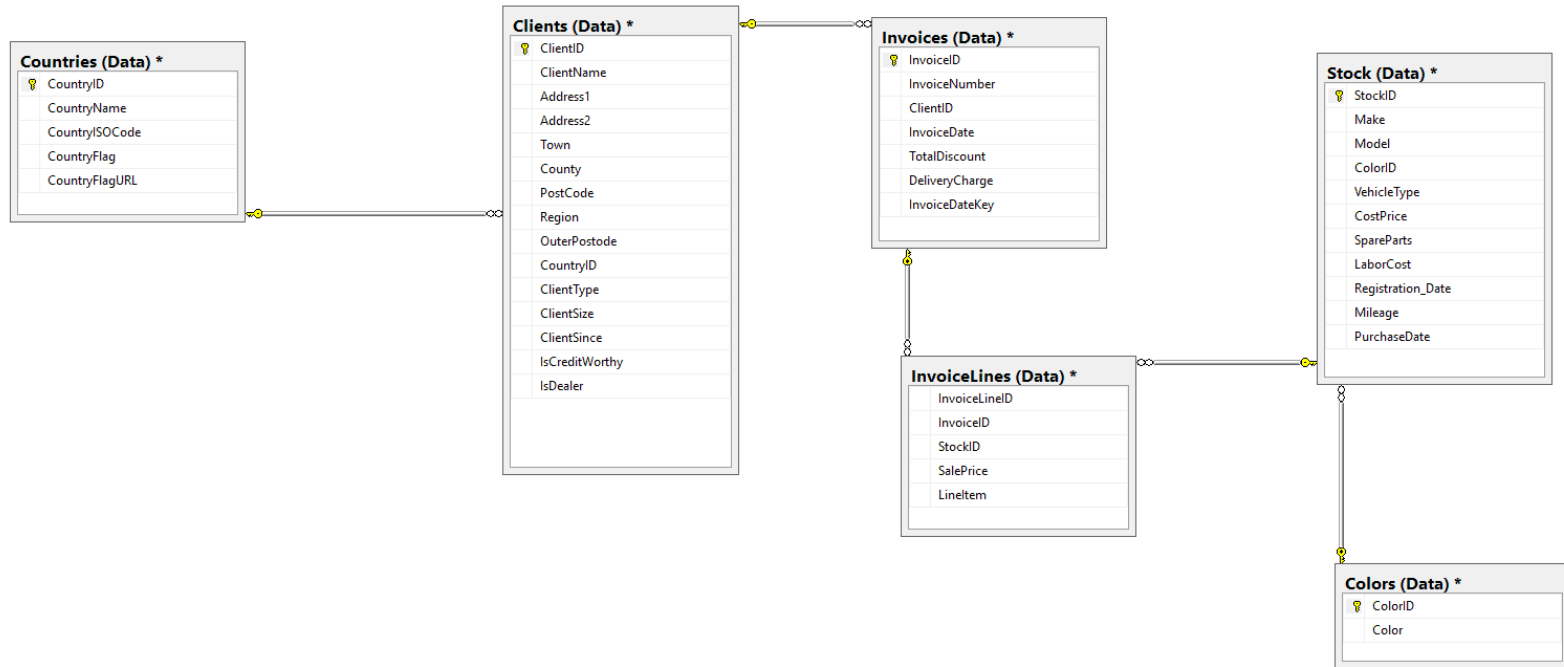 Countries (Data) *
CountryID
CountryName
CountryISOCode
CountryFlag
CountryFlagURL
Clients (Data) *
ClientID
ClientName
Address1
Address2
Town
County
PostCode
Region
OuterPostode
CountryID
ClientType
ClientSize
ClientSince
IsCreditWorthy
IsDealer
Invoices (Data) *
InvoiceID
InvoiceNumber
ClientID
InvoiceDate
TotalDiscount
DeliveryCharge
InvoiceDateKey
InvoiceLines (Data) *
InvoiceLineID
InvoiceID
StockID
SalePrice
LineItem
Stock (Data) *
StockID
Make
Model
ColorID
VehicleType
CostPrice
SpareParts
LaborCost
Registration_Date
Mileage
PurchaseDate
Colors (Data) *
ColorID
Color